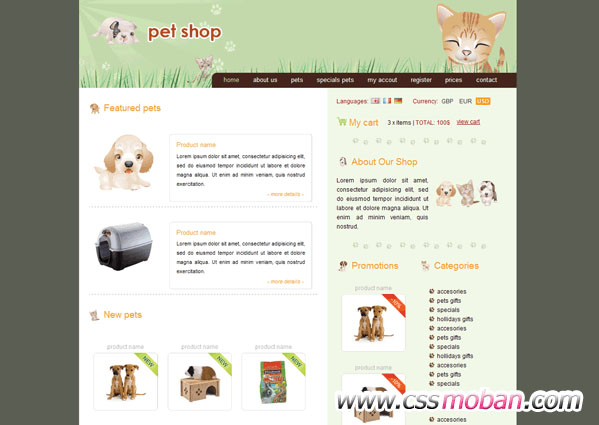 pet shop
home about us pets specials pets my accout register prices contact
Featured pets
Product name
Lorem ipsum dolor sit amet, consectetur adipisicing elit,
sed do eiusmod tempor incididunt ut labore et dolore
magna aliqua. Ut enim ad minim veniam, quis nostrud
exercitation.
- more details -
Product name
Lorem ipsum dolor sit amet, consectetur adipisicing elit,
sed do eiusmod tempor incididunt ut labore et dolore
magna aliqua. Ut enim ad minim veniam, quis nostrud
exercitation.
- more details -
New pets
product name product name product name
NEW NEW NEW
Languages: Currency: GBP EUR USD
My cart 3 x items | TOTAL: 100$ view cart
About Our Shop
Lorem ipsum dolor sit
amet, consectetur
adipisicing elit, sed do
eiusmod tempor
incididunt ut labore et
dolore magna aliqua.
Ut enim ad minim
veniam, quis nostrud.
Promotions
product name
-10%
product name
-10%
Categories
accesories
pets gifts
specials
hollidays gifts
accesories
pets gifts
specials
hollidays gifts
accesories
pets gifts
specials
www.cssmoban.com